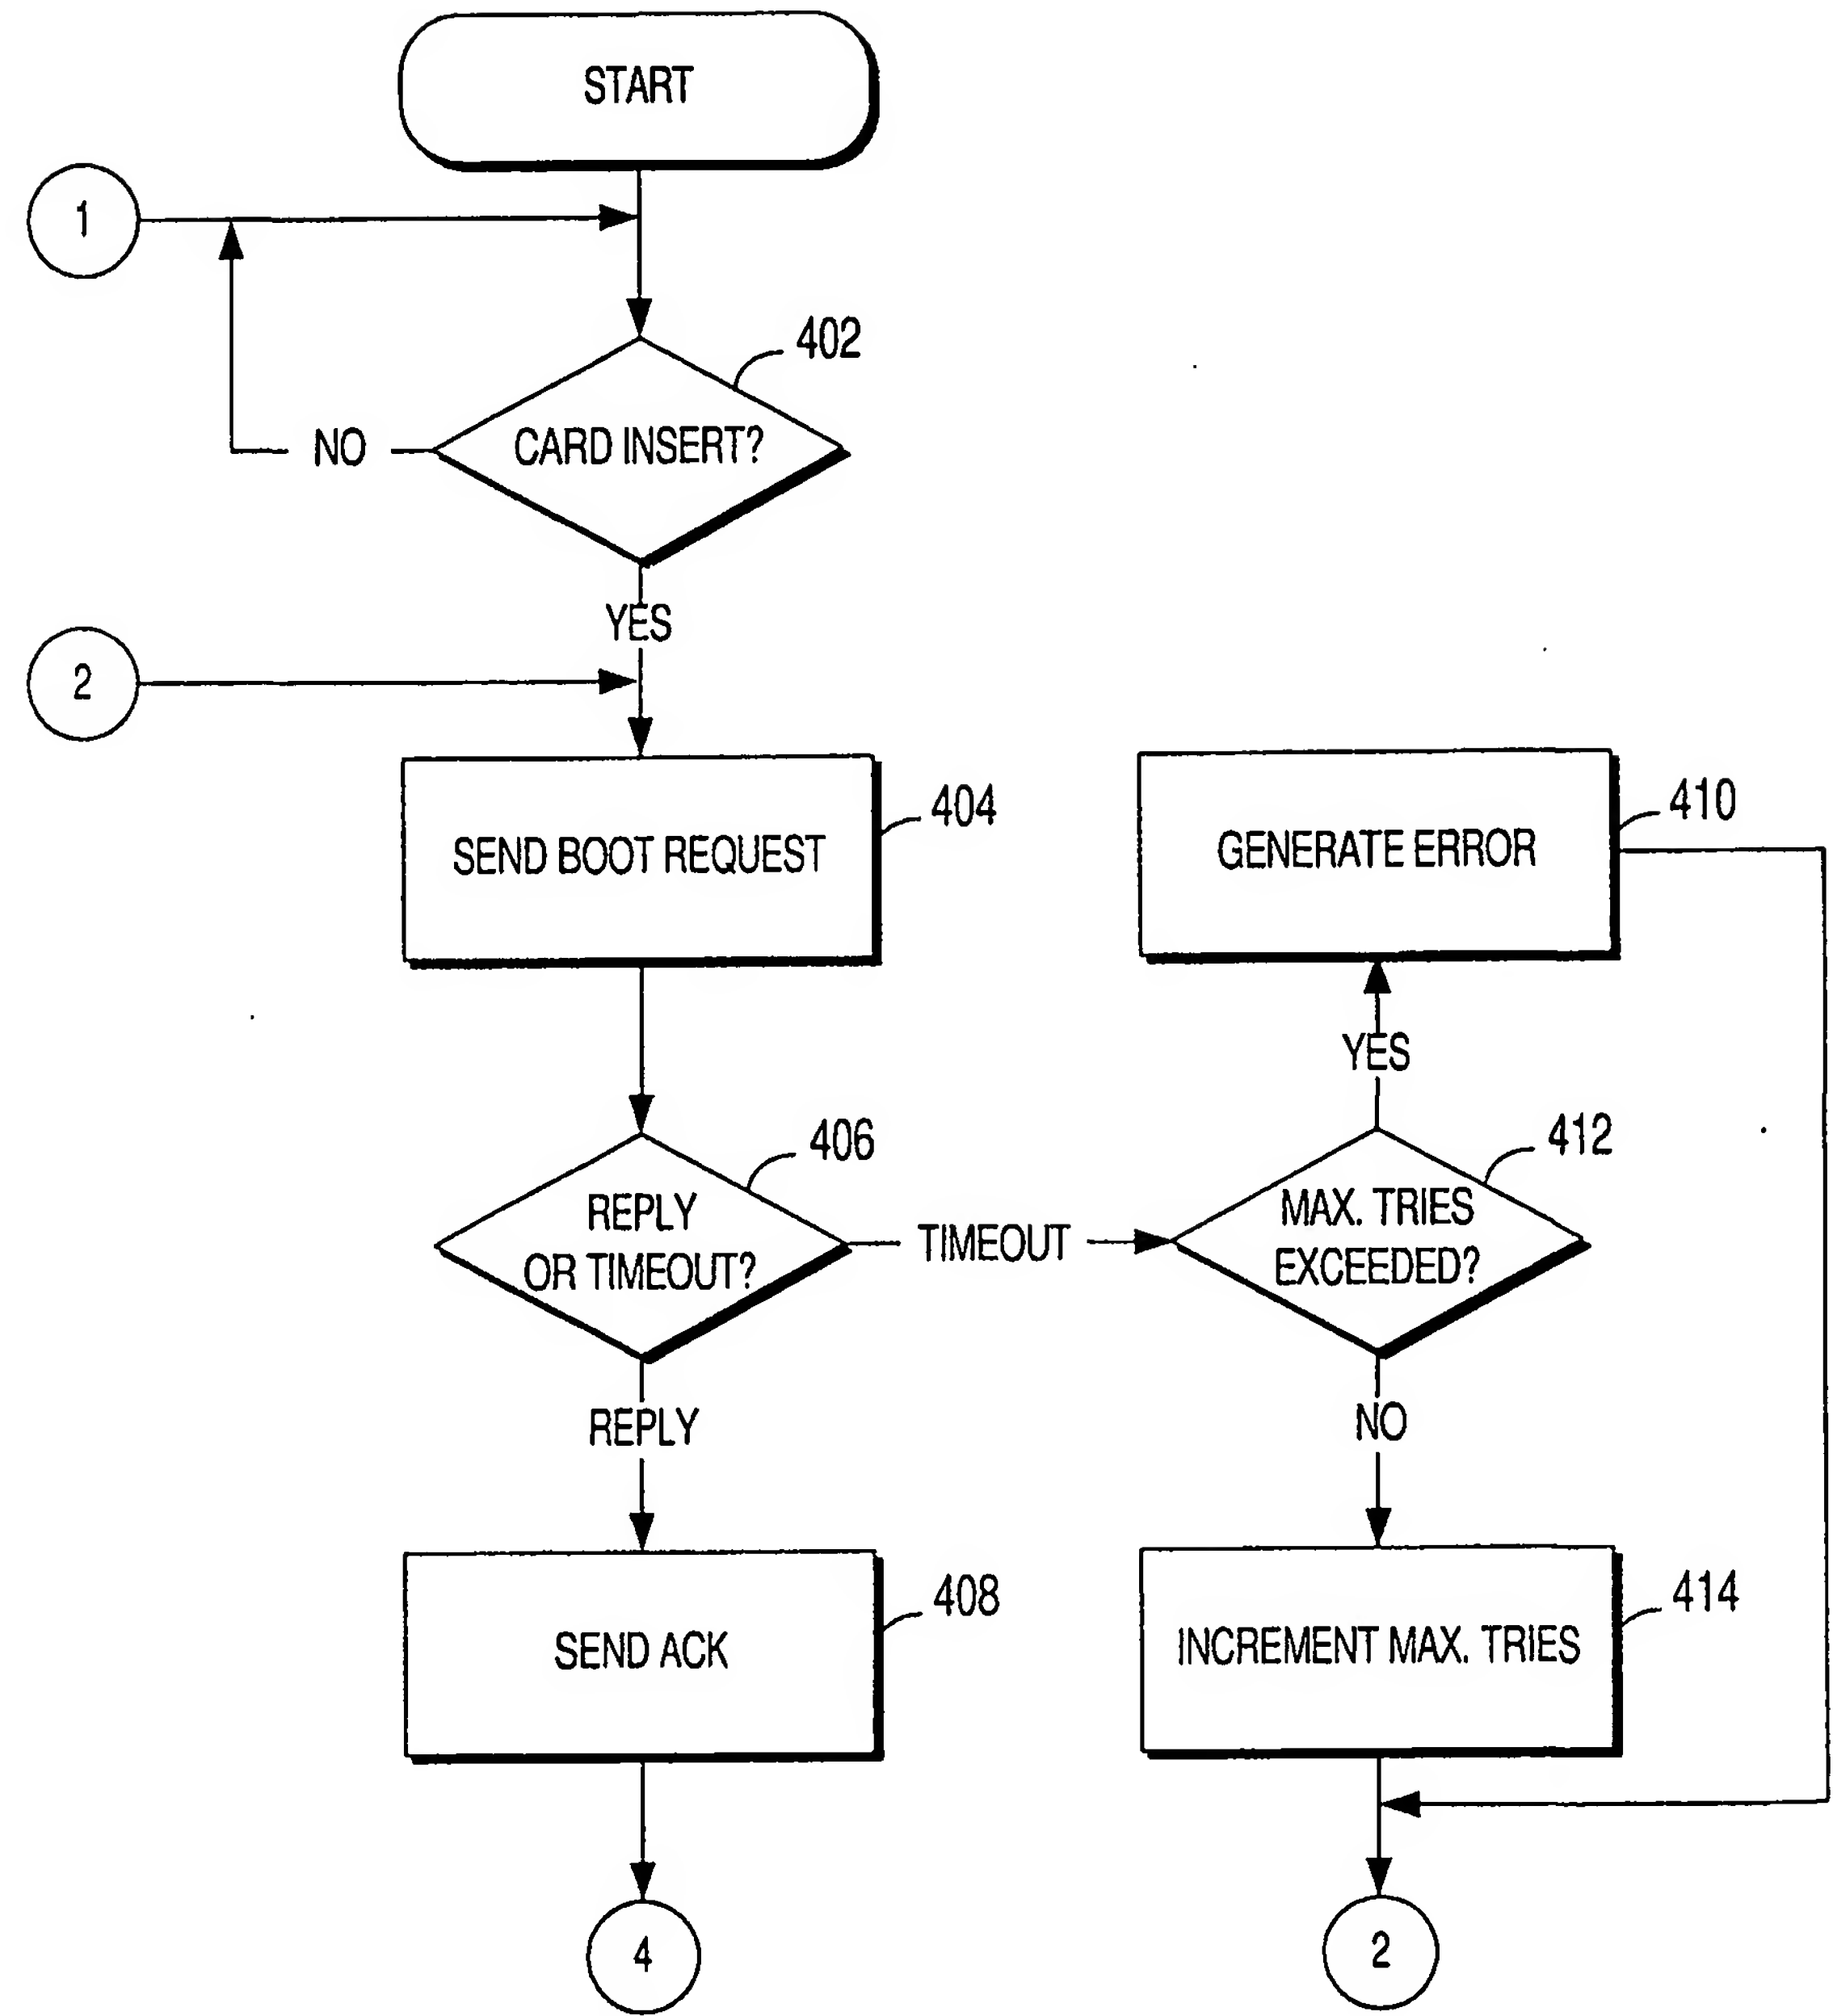 START
1
402
CARD INSERT?
NO
YES
2
404
SEND BOOT REQUEST
410
GENERATE ERROR
YES
406
REPLY
OR TIMEOUT?
TIMEOUT
412
MAX. TRIES
EXCEEDED?
REPLY
NO
408
SEND ACK
414
INCREMENT MAX. TRIES
4
2